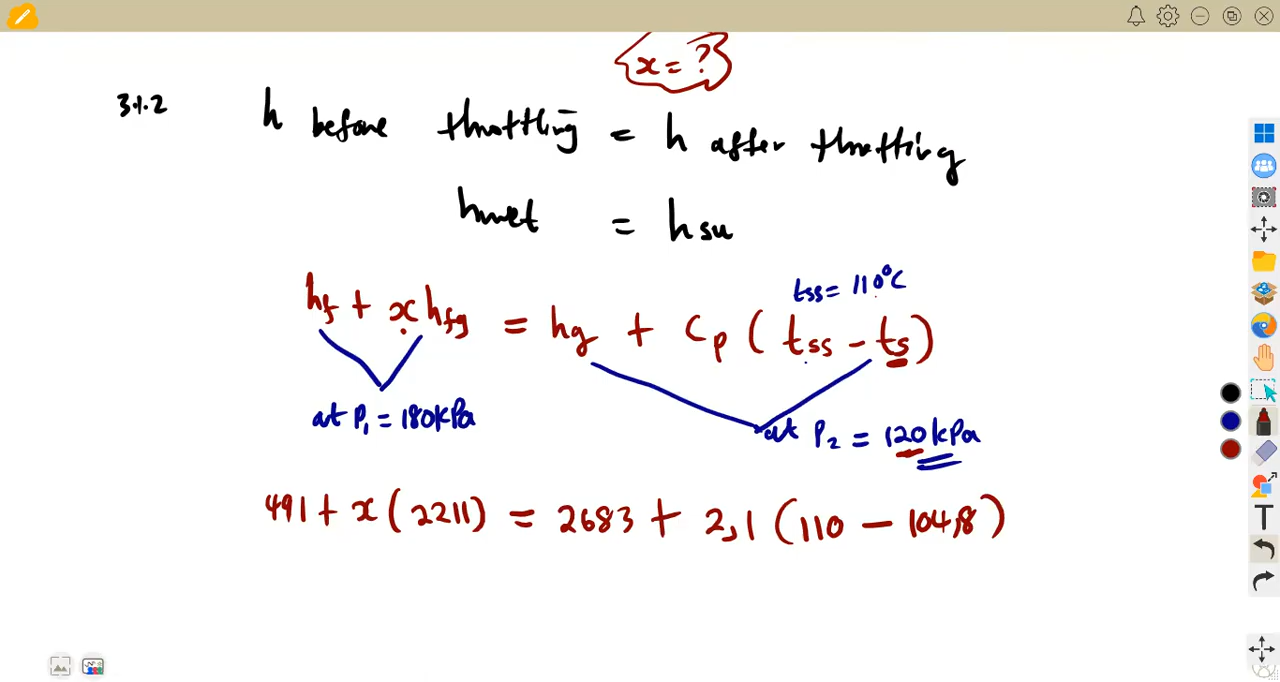 x = ?
3.1.2 h before throttling = h after throttling
hwet = hsu
tss = 110°C
hf + x hfg = hg + Cp ( tss - ts )
at P1 = 180kPa
at P2 = 120kPa
491 + x ( 2211 ) = 2683 + 2,1 ( 110 - 104,8 )
T